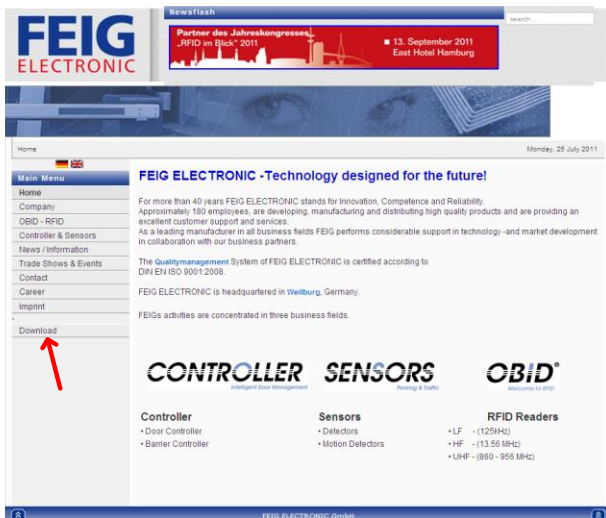 FEIG
ELECTRONIC
Newsflash
search...
Partner des Jahreskongresses
„RFID im Blick" 2011
13. September 2011
East Hotel Hamburg
Home
Monday, 25 July 2011
Main Menu
Home
Company
OBID - RFID
Controller & Sensors
News / Information
Trade Shows & Events
Contact
Career
Imprint
-
Download
FEIG ELECTRONIC -Technology designed for the future!
For more than 40 years FEIG ELECTRONIC stands for Innovation, Competence and Reliability.
Approximately 180 employees, are developing, manufacturing and distributing high quality products and are providing an
excellent customer support and services.
As a leading manufacturer in all business fields FEIG performs considerable support in technology -and market development
in collaboration with our business partners.
The Qualitymanagement System of FEIG ELECTRONIC is certified according to
DIN EN ISO 9001:2008.
FEIG ELECTRONIC is headquartered in Weilburg, Germany.
FEIGs activities are concentrated in three business fields.
CONTROLLER
Intelligent Door Management
SENSORS
Parking & Traffic
OBID®
Welcome to RFID
Controller
• Door Controller
• Barrier Controller
Sensors
• Detectors
• Motion Detectors
RFID Readers
• LF - (125kHz)
• HF - (13.56 MHz)
• UHF - (860 - 956 MHz)
FEIG ELECTRONIC GmbH